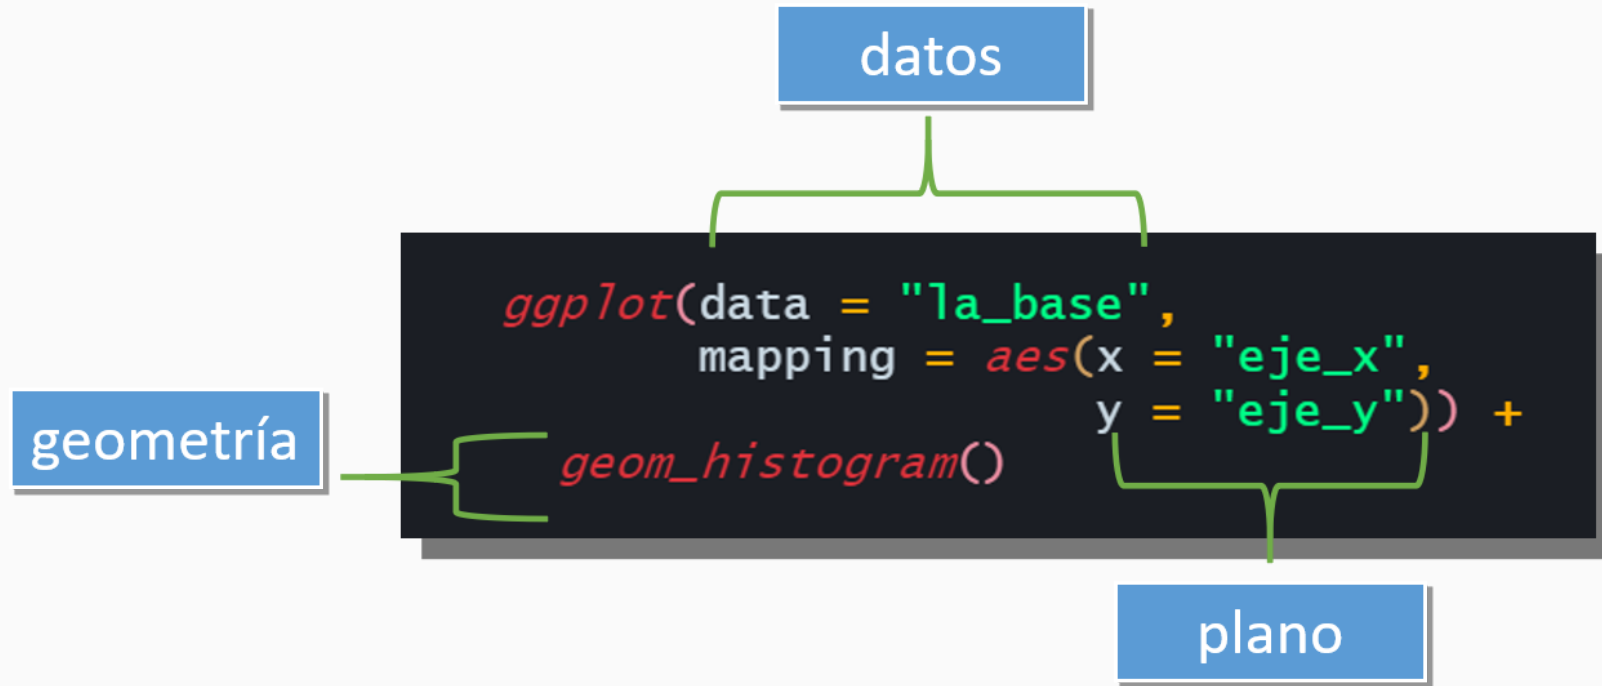 datos
ggplot(data = "la_base",
mapping = aes(x = "eje_x",
y = "eje_y")) +
geometría
geom_histogram()
plano